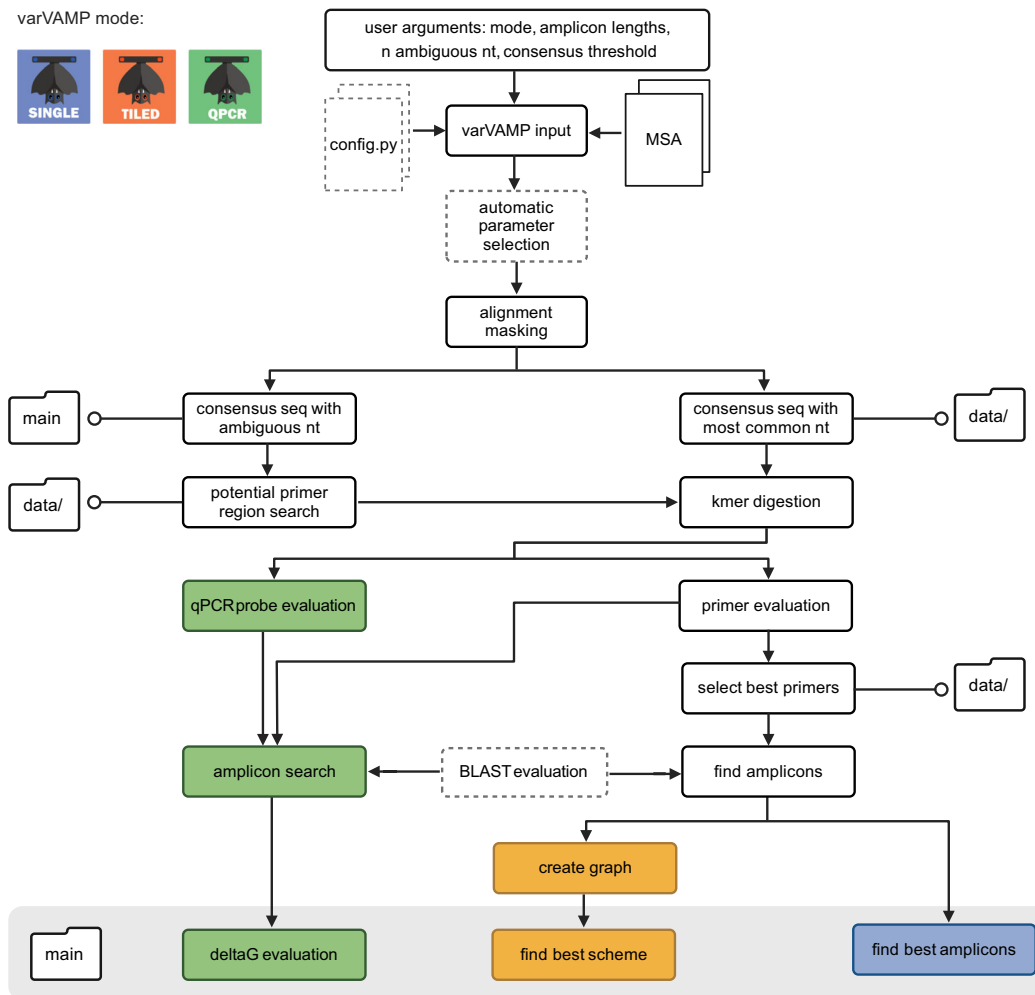 varVAMP mode:
SINGLE
TILED
QPCR
user arguments: mode, amplicon lengths,
n ambiguous nt, consensus threshold
config.py
varVAMP input
MSA
automatic
parameter
selection
alignment
masking
main
consensus seq with
ambiguous nt
consensus seq with
most common nt
data/
data/
potential primer
region search
kmer digestion
qPCR probe evaluation
primer evaluation
select best primers
data/
amplicon search
BLAST evaluation
find amplicons
create graph
main
deltaG evaluation
find best scheme
find best amplicons